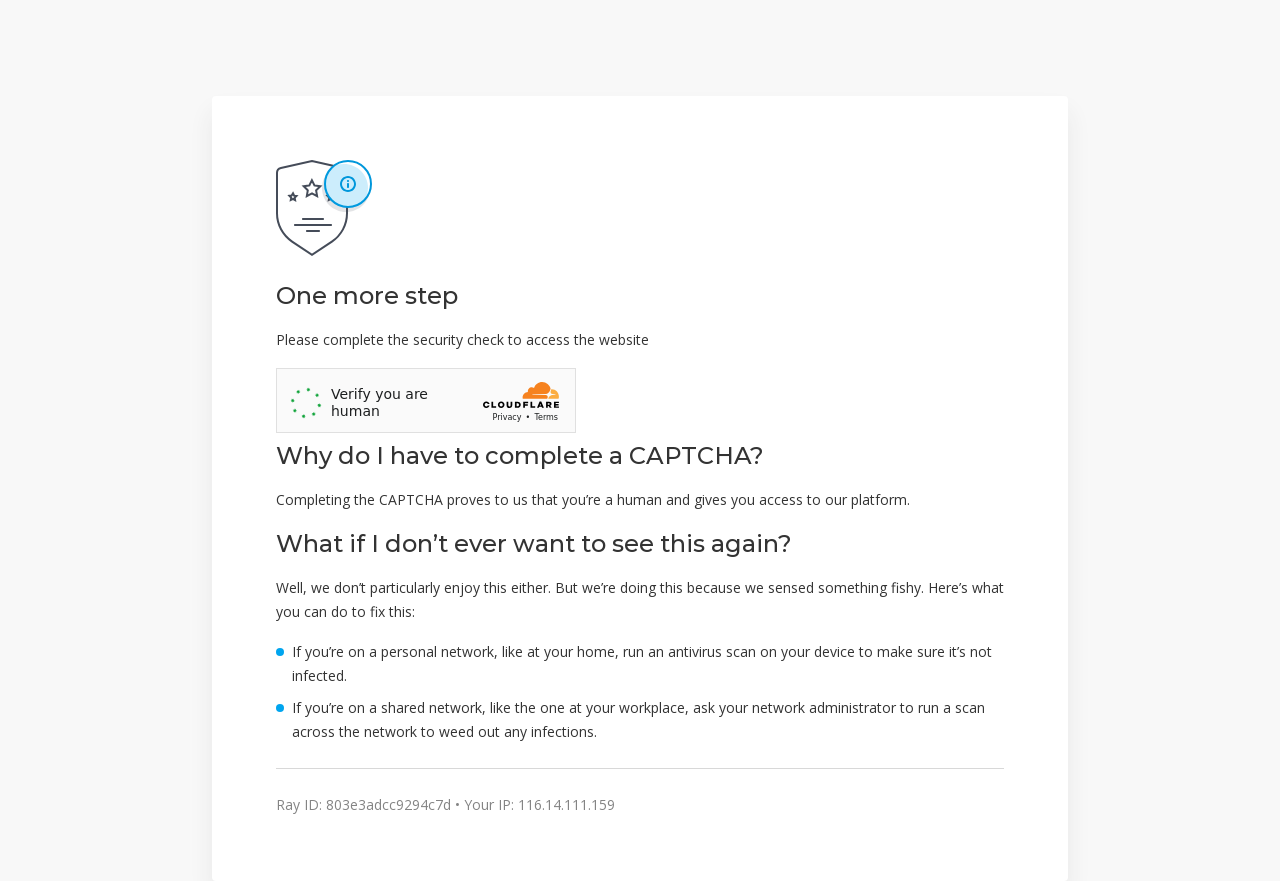 One more step
Please complete the security check to access the website
Verify you are
human
CLOUDFLARE
Privacy • Terms
Why do I have to complete a CAPTCHA?
Completing the CAPTCHA proves to us that you’re a human and gives you access to our platform.
What if I don’t ever want to see this again?
Well, we don’t particularly enjoy this either. But we’re doing this because we sensed something fishy. Here’s what
you can do to fix this:
If you’re on a personal network, like at your home, run an antivirus scan on your device to make sure it’s not
infected.
If you’re on a shared network, like the one at your workplace, ask your network administrator to run a scan
across the network to weed out any infections.
Ray ID: 803e3adcc9294c7d • Your IP: 116.14.111.159